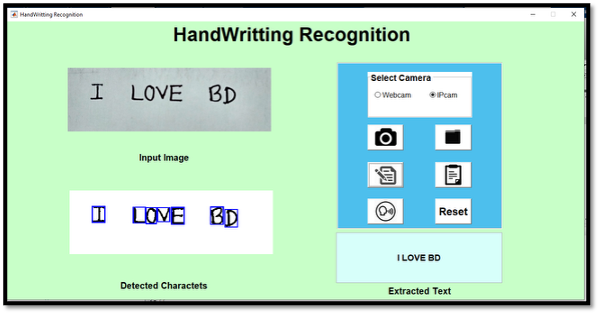 HandWritting Recognition
HandWritting Recognition
I LOVE BD
Input Image
I LOVE BD
Detected Charactets
Select Camera
Webcam
IPcam
Reset
I LOVE BD
Extracted Text